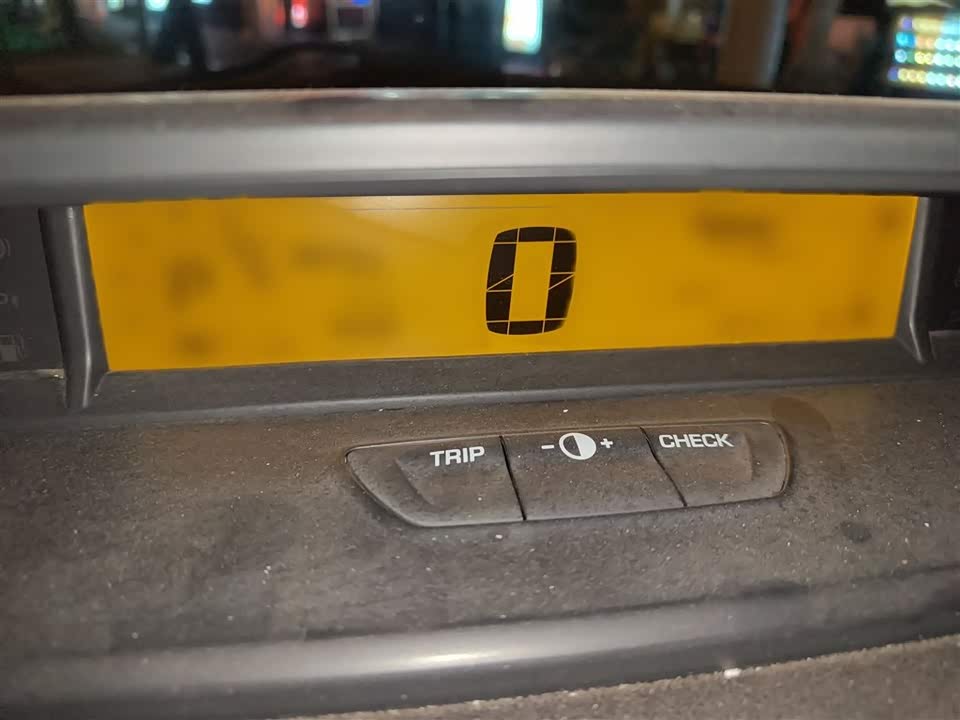 0
TRIP - + CHECK